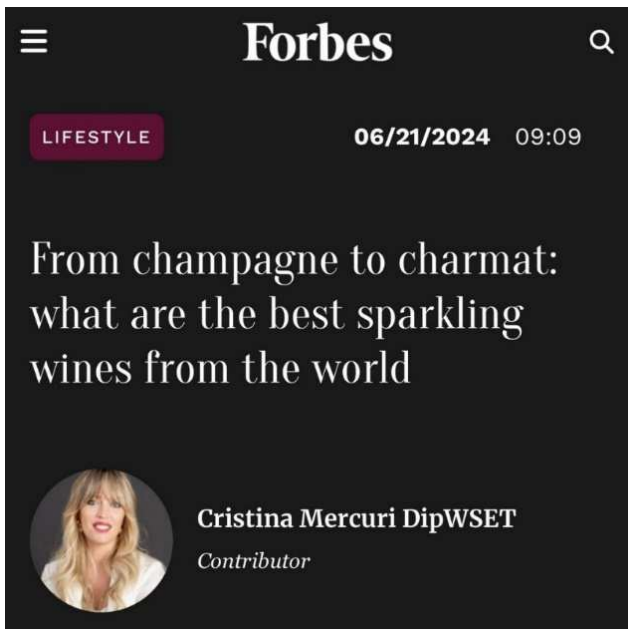 Forbes
LIFESTYLE 06/21/2024 09:09
From champagne to charmat:
what are the best sparkling
wines from the world
Cristina Mercuri DipWSET
Contributor